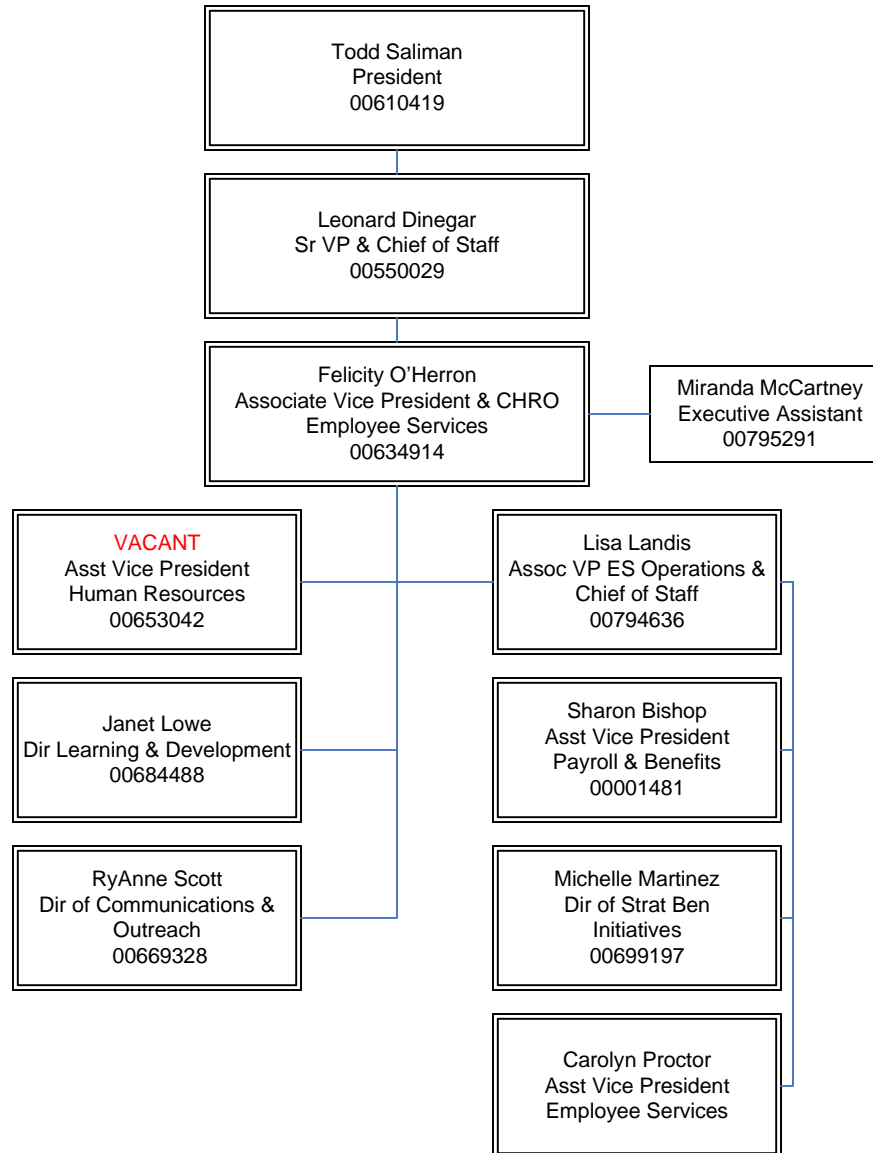 Todd Saliman
President
00610419
Leonard Dinegar
Sr VP & Chief of Staff
00550029
Felicity O’Herron
Associate Vice President & CHRO
Employee Services
00634914
Miranda McCartney
Executive Assistant
00795291
VACANT
Asst Vice President
Human Resources
00653042
Lisa Landis
Assoc VP ES Operations &
Chief of Staff
00794636
Janet Lowe
Dir Learning & Development
00684488
Sharon Bishop
Asst Vice President
Payroll & Benefits
00001481
RyAnne Scott
Dir of Communications &
Outreach
00669328
Michelle Martinez
Dir of Strat Ben
Initiatives
00699197
Carolyn Proctor
Asst Vice President
Employee Services